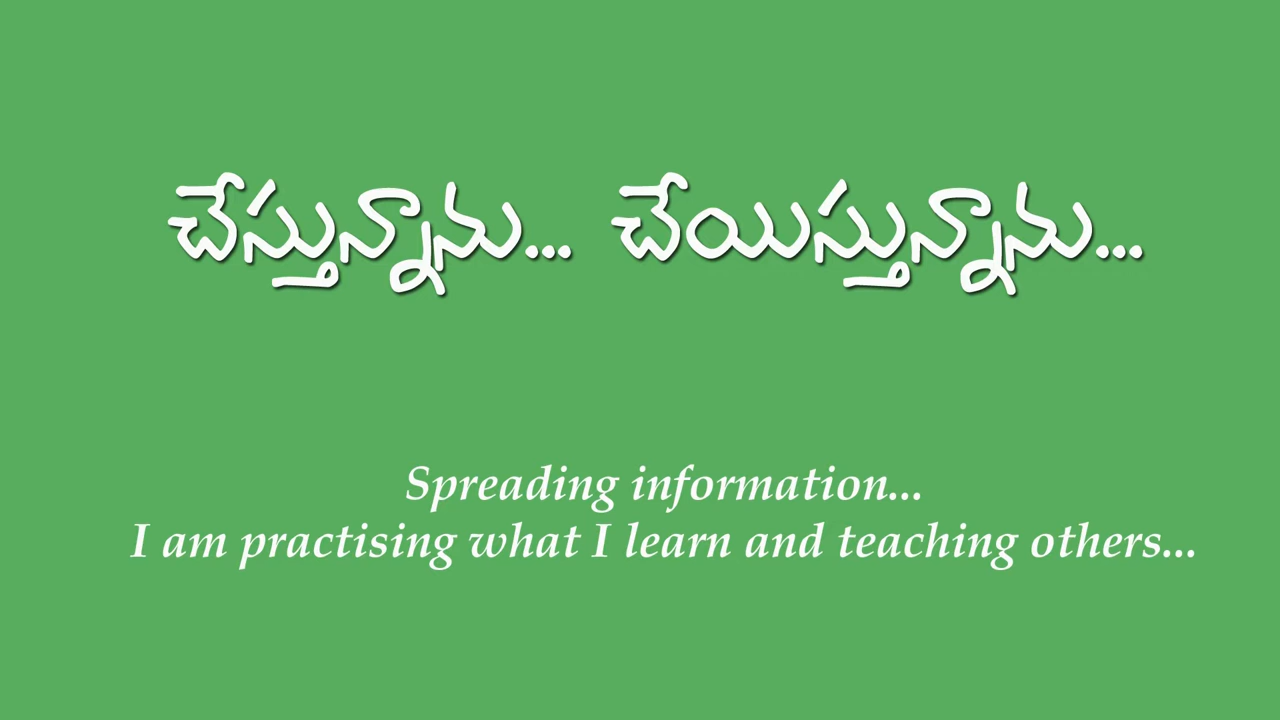 చేస్తున్నాను... చేయిస్తున్నాను...
Spreading information...
I am practising what I learn and teaching others...